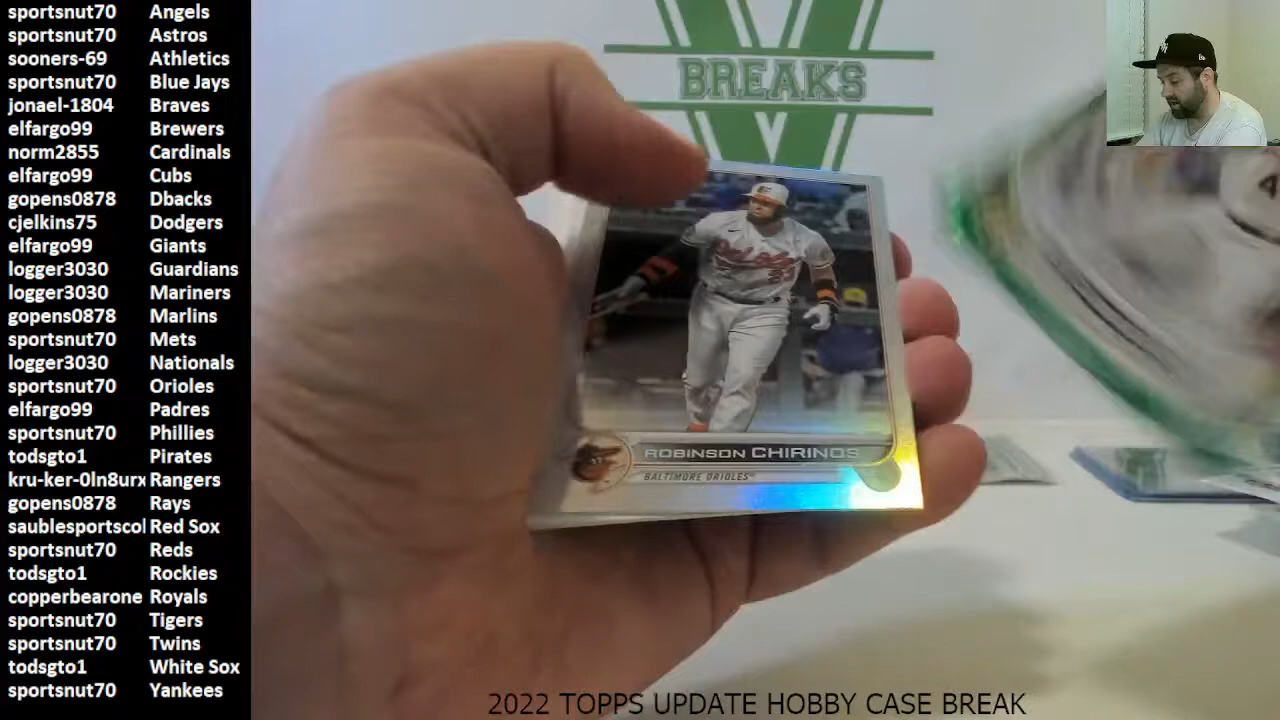 sportsnut70 Angels
sportsnut70 Astros
sooners-69 Athletics
sportsnut70 Blue Jays
jonael-1804 Braves
elfargo99 Brewers
norm2855 Cardinals
elfargo99 Cubs
gopens0878 Dbacks
cjelkins75 Dodgers
elfargo99 Giants
logger3030 Guardians
logger3030 Mariners
gopens0878 Marlins
sportsnut70 Mets
logger3030 Nationals
sportsnut70 Orioles
elfargo99 Padres
sportsnut70 Phillies
todsgto1 Pirates
kru-ker-0ln8urx Rangers
gopens0878 Rays
saublesportscol Red Sox
sportsnut70 Reds
todsgto1 Rockies
copperbearone Royals
sportsnut70 Tigers
sportsnut70 Twins
todsgto1 White Sox
sportsnut70 Yankees
V
BREAKS
ROBINSON CHIRINOS
BALTIMORE ORIOLES
2022 TOPPS UPDATE HOBBY CASE BREAK